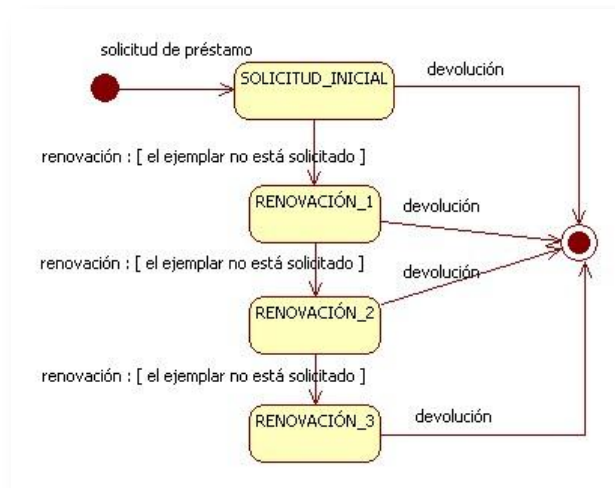 solicitud de préstamo
SOLICITUD_INICIAL
devolución
renovación : [ el ejemplar no está solicitado ]
RENOVACIÓN_1
devolución
renovación : [ el ejemplar no está solicitado ]
devolución
RENOVACIÓN_2
renovación : [ el ejemplar no está solicitado ]
RENOVACIÓN_3
devolución